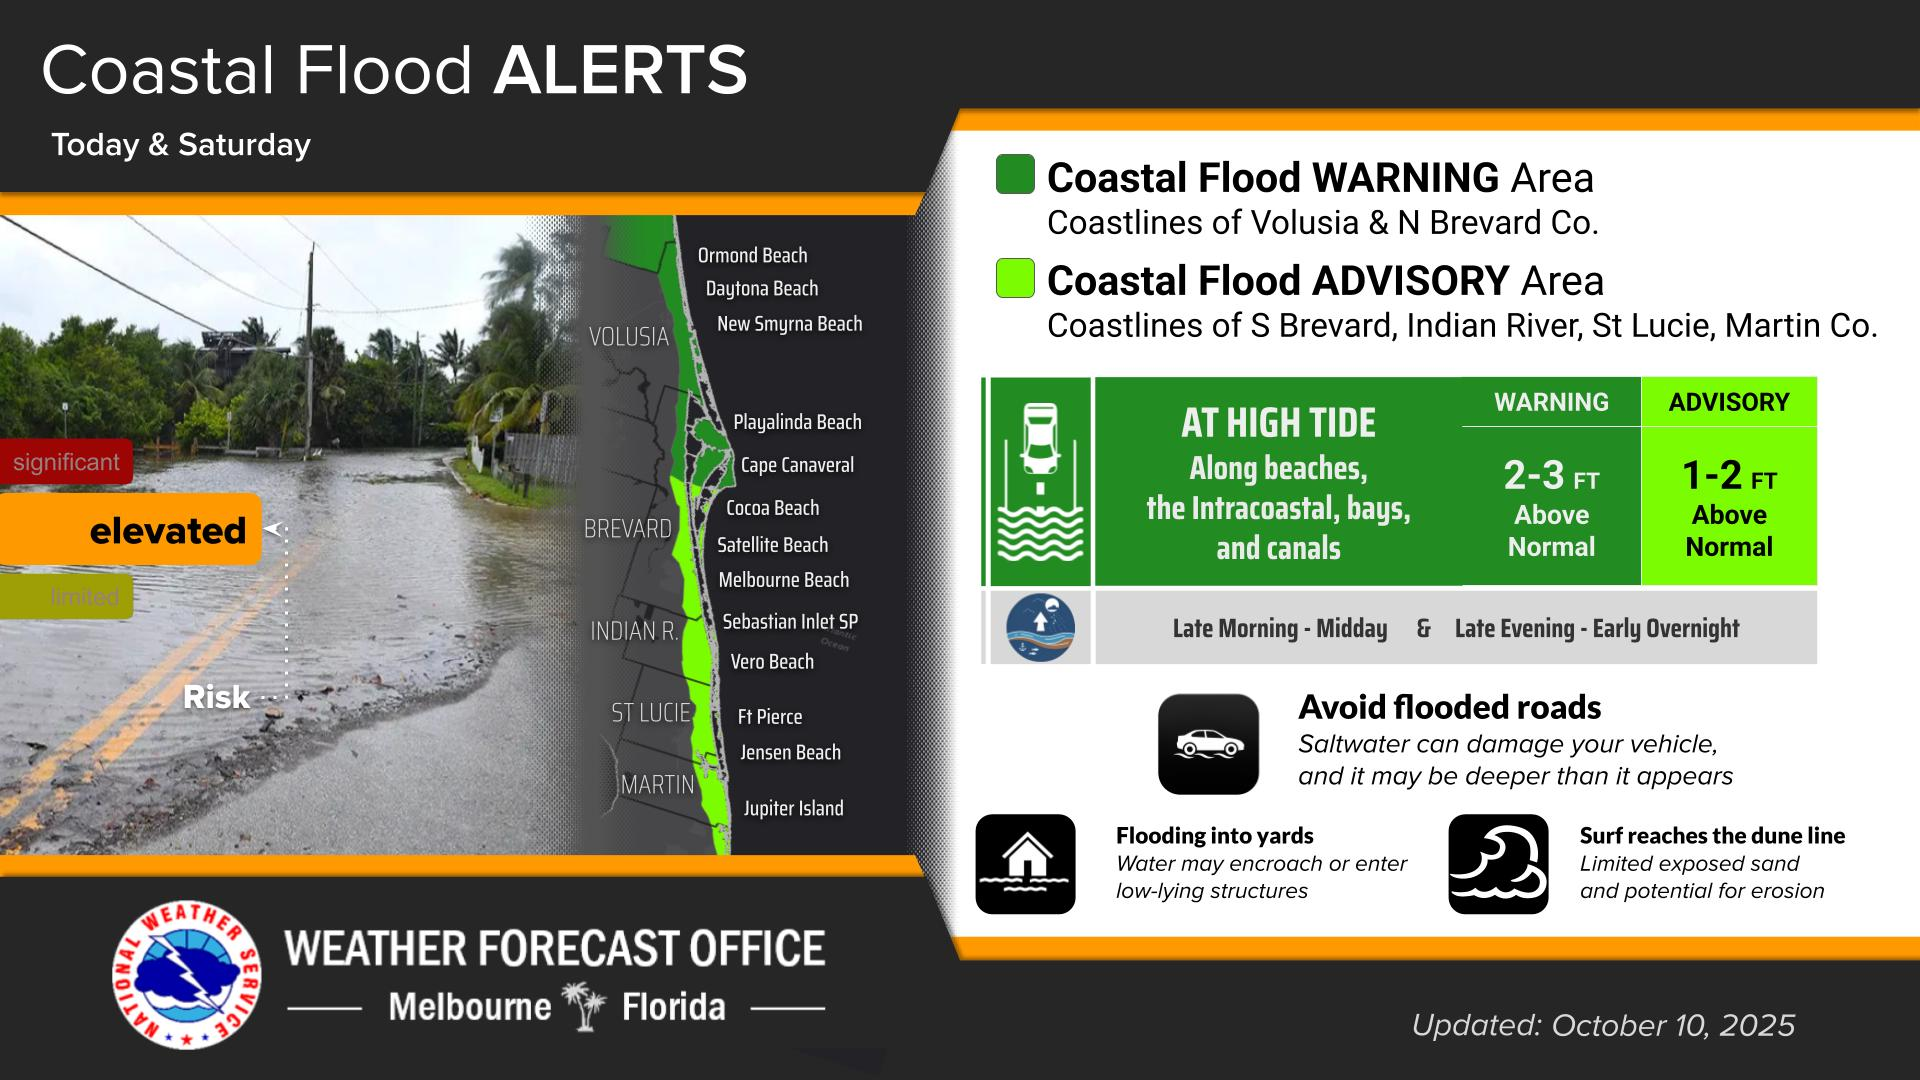 Coastal Flood ALERTS
Today & Saturday
significant
elevated
limited
Risk
VOLUSIA
BREVARD
INDIAN R.
ST LUCIE
MARTIN
Ormond Beach
Daytona Beach
New Smyrna Beach
Playalinda Beach
Cape Canaveral
Cocoa Beach
Satellite Beach
Melbourne Beach
Sebastian Inlet SP
Vero Beach
Ft Pierce
Jensen Beach
Jupiter Island
Ocean
Coastal Flood WARNING Area
Coastlines of Volusia & N Brevard Co.
Coastal Flood ADVISORY Area
Coastlines of S Brevard, Indian River, St Lucie, Martin Co.
AT HIGH TIDE
Along beaches,
the Intracoastal, bays,
and canals
WARNING
2-3 FT
Above
Normal
ADVISORY
1-2 FT
Above
Normal
Late Morning - Midday & Late Evening - Early Overnight
Avoid flooded roads
Saltwater can damage your vehicle,
and it may be deeper than it appears
Flooding into yards
Water may encroach or enter
low-lying structures
Surf reaches the dune line
Limited exposed sand
and potential for erosion
NATIONAL WEATHER SERVICE
WEATHER FORECAST OFFICE
Melbourne Florida
Updated: October 10, 2025